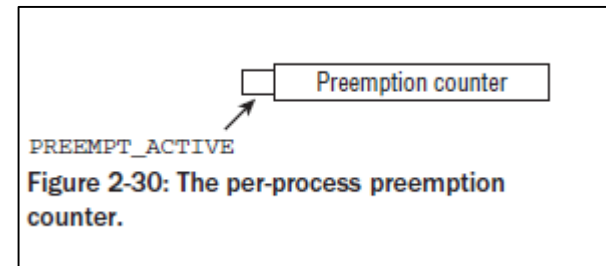 Preemption counter
PREEMPT_ACTIVE
Figure 2-30: The per-process preemption
counter.